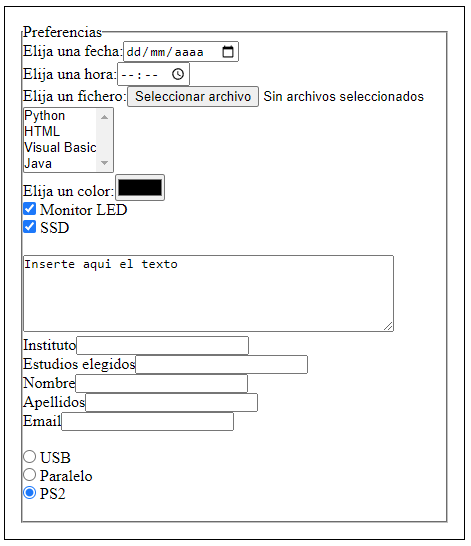 Preferencias
Elija una fecha: dd/mm/aaaa
Elija una hora: --:--
Elija un fichero: Seleccionar archivo Sin archivos seleccionados
Python
HTML
Visual Basic
Java
Elija un color:
Monitor LED
SSD
Inserte aqui el texto
Instituto
Estudios elegidos
Nombre
Apellidos
Email
USB
Paralelo
PS2